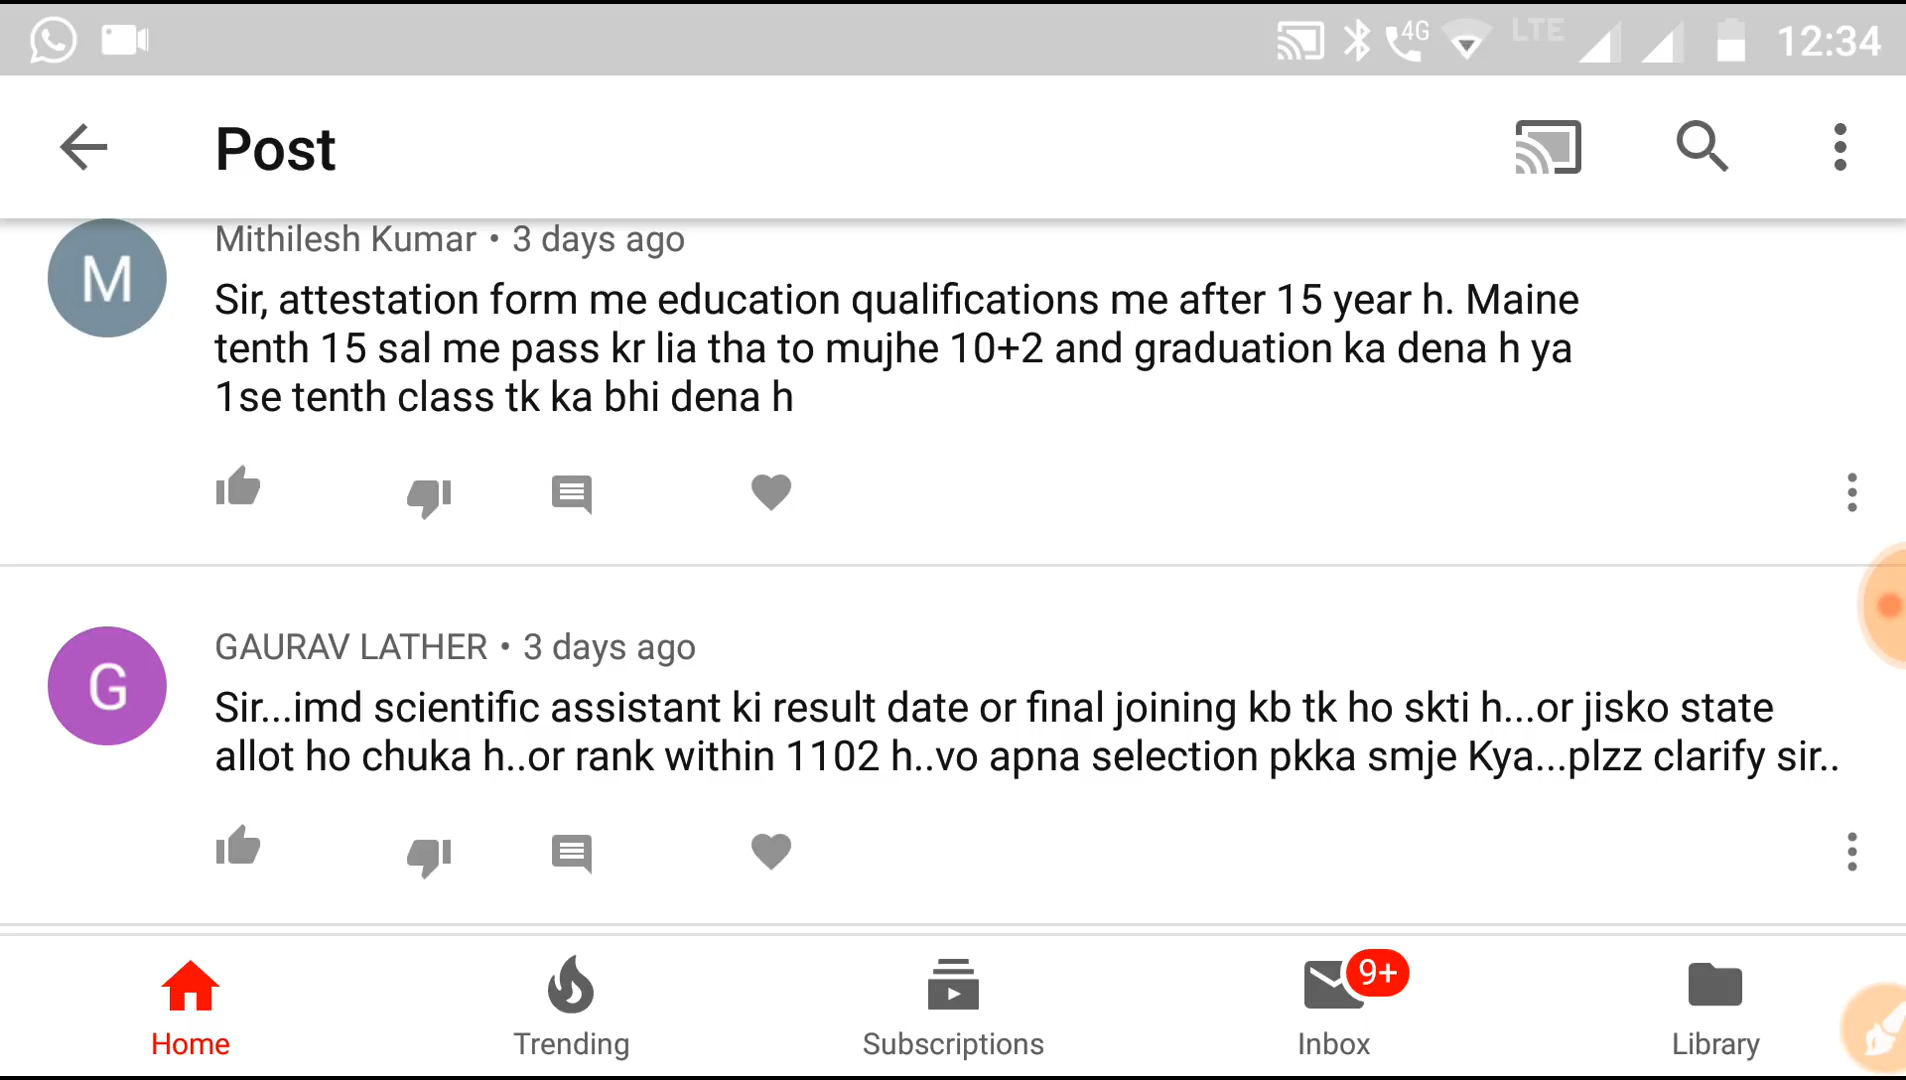 LTE 4G 12:34
Post
M
Mithilesh Kumar • 3 days ago
Sir, attestation form me education qualifications me after 15 year h. Maine
tenth 15 sal me pass kr lia tha to mujhe 10+2 and graduation ka dena h ya
1se tenth class tk ka bhi dena h
G
GAURAV LATHER • 3 days ago
Sir...imd scientific assistant ki result date or final joining kb tk ho skti h...or jisko state
allot ho chuka h..or rank within 1102 h..vo apna selection pkka smje Kya...plzz clarify sir..
9+
Home Trending Subscriptions Inbox Library